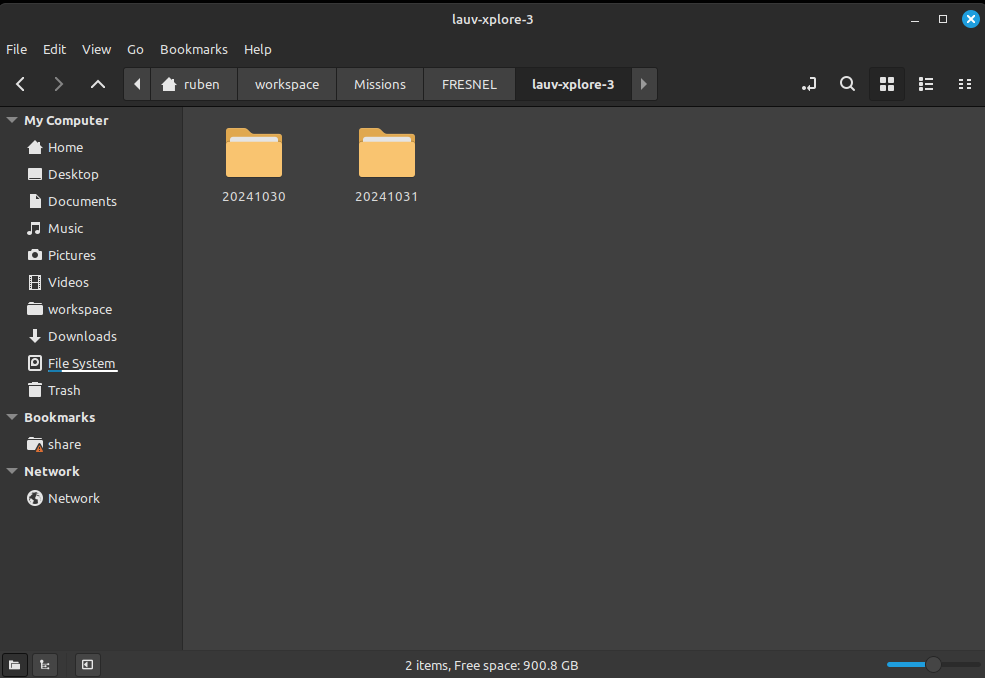 lauv-xplore-3
File Edit View Go Bookmarks Help
ruben workspace Missions FRESNEL lauv-xplore-3
My Computer
Home
Desktop
Documents
Music
Pictures
Videos
workspace
Downloads
File System
Trash
Bookmarks
share
Network
Network
20241030 20241031
2 items, Free space: 900.8 GB